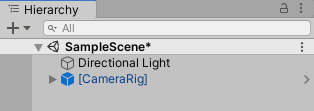 Hierarchy
All
SampleScene*
Directional Light
[CameraRig]